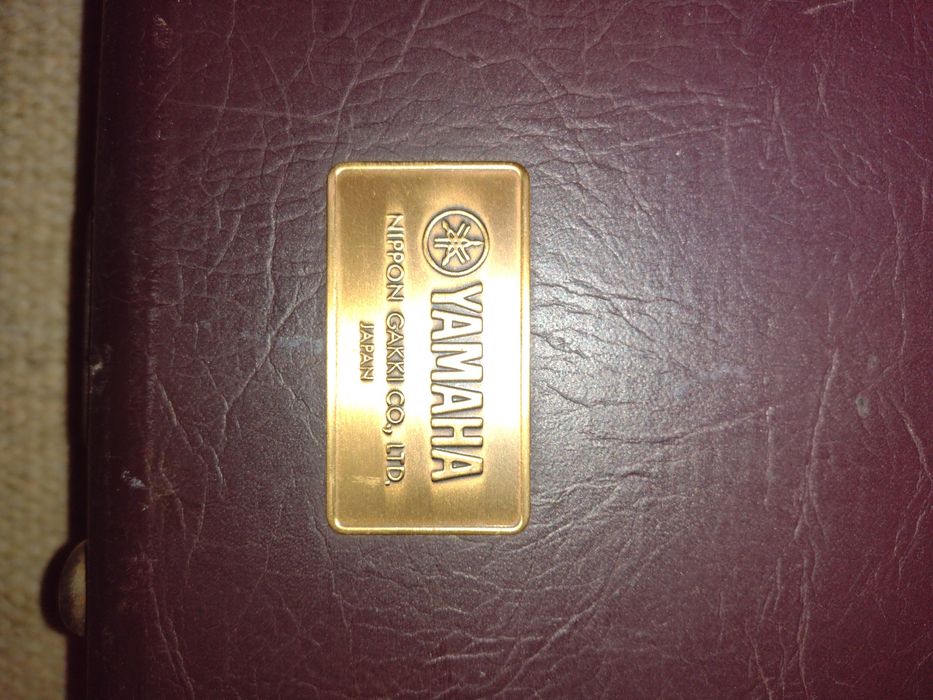 YAMAHA
NIPPON GAKKI CO., LTD.
JAPAN